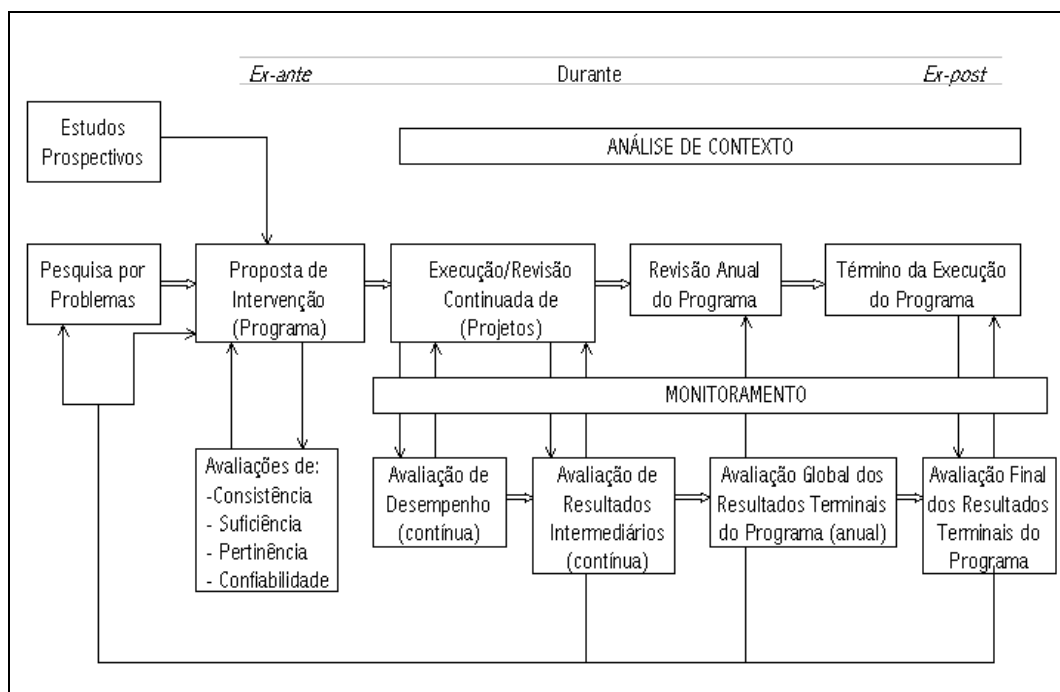 Ex-ante Durante Ex-post
Estudos
Prospectivos
ANÁLISE DE CONTEXTO
Pesquisa por
Problemas
Proposta de
Intervenção
(Programa)
Execução/Revisão
Continuada de
(Projetos)
Revisão Anual
do Programa
Término da Execução
do Programa
MONITORAMENTO
Avaliações de:
-Consistência
- Suficiência
- Pertinência
- Confiabilidade
Avaliação de
Desempenho
(contínua)
Avaliação de
Resultados
Intermediários
(contínua)
Avaliação Global dos
Resultados Terminais
do Programa (anual)
Avaliação Final
dos Resultados
Terminais do
Programa